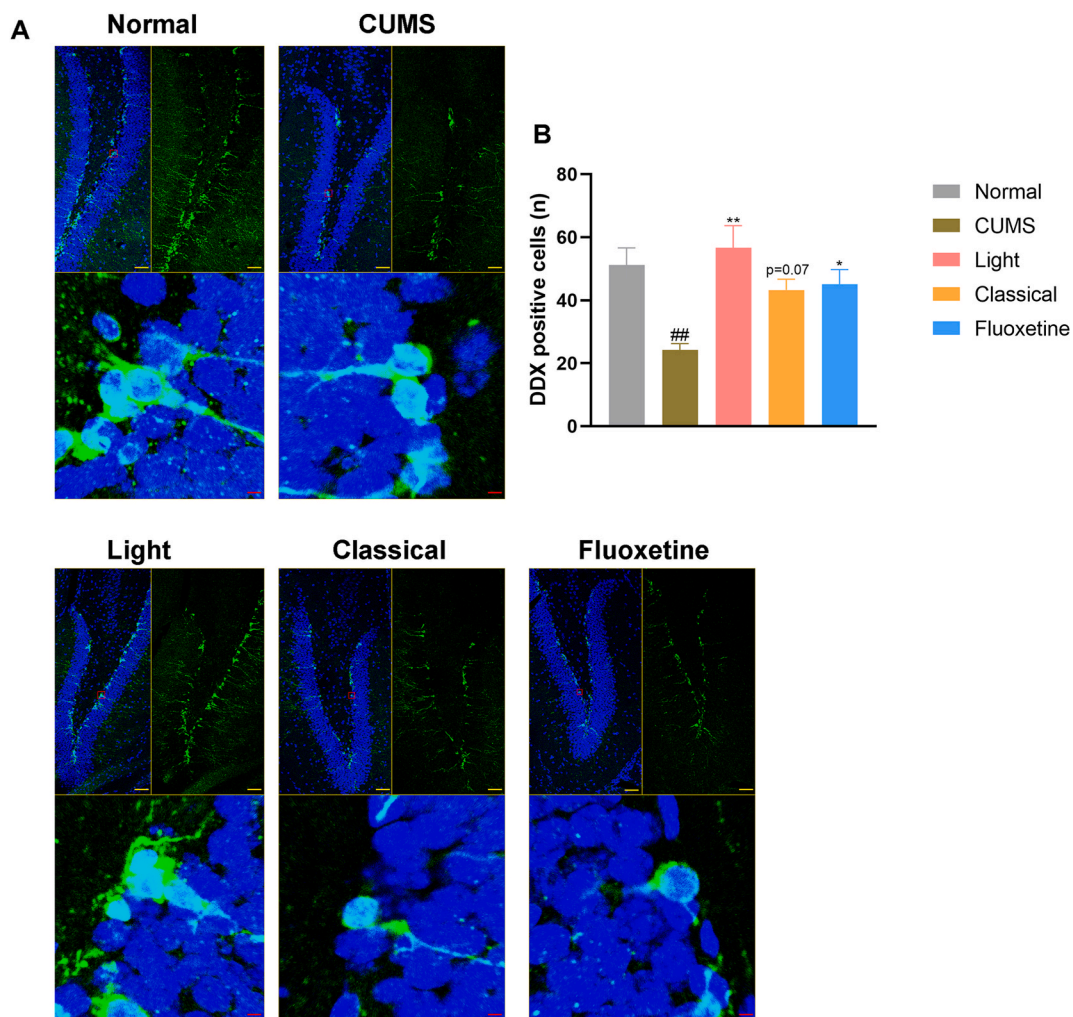 A
Normal
CUMS
B
DDX positive cells (n)
80
60
40
20
0
##
**
p=0.07
*
Normal
CUMS
Light
Classical
Fluoxetine
Light
Classical
Fluoxetine